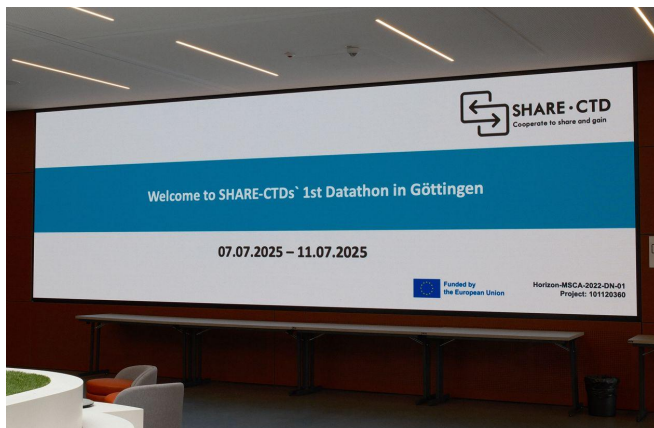 SHARE·CTD
Cooperate to share and gain
Welcome to SHARE-CTDs` 1st Datathon in Göttingen
07.07.2025 – 11.07.2025
Funded by
the European Union
Horizon-MSCA-2022-DN-01
Project: 101120360